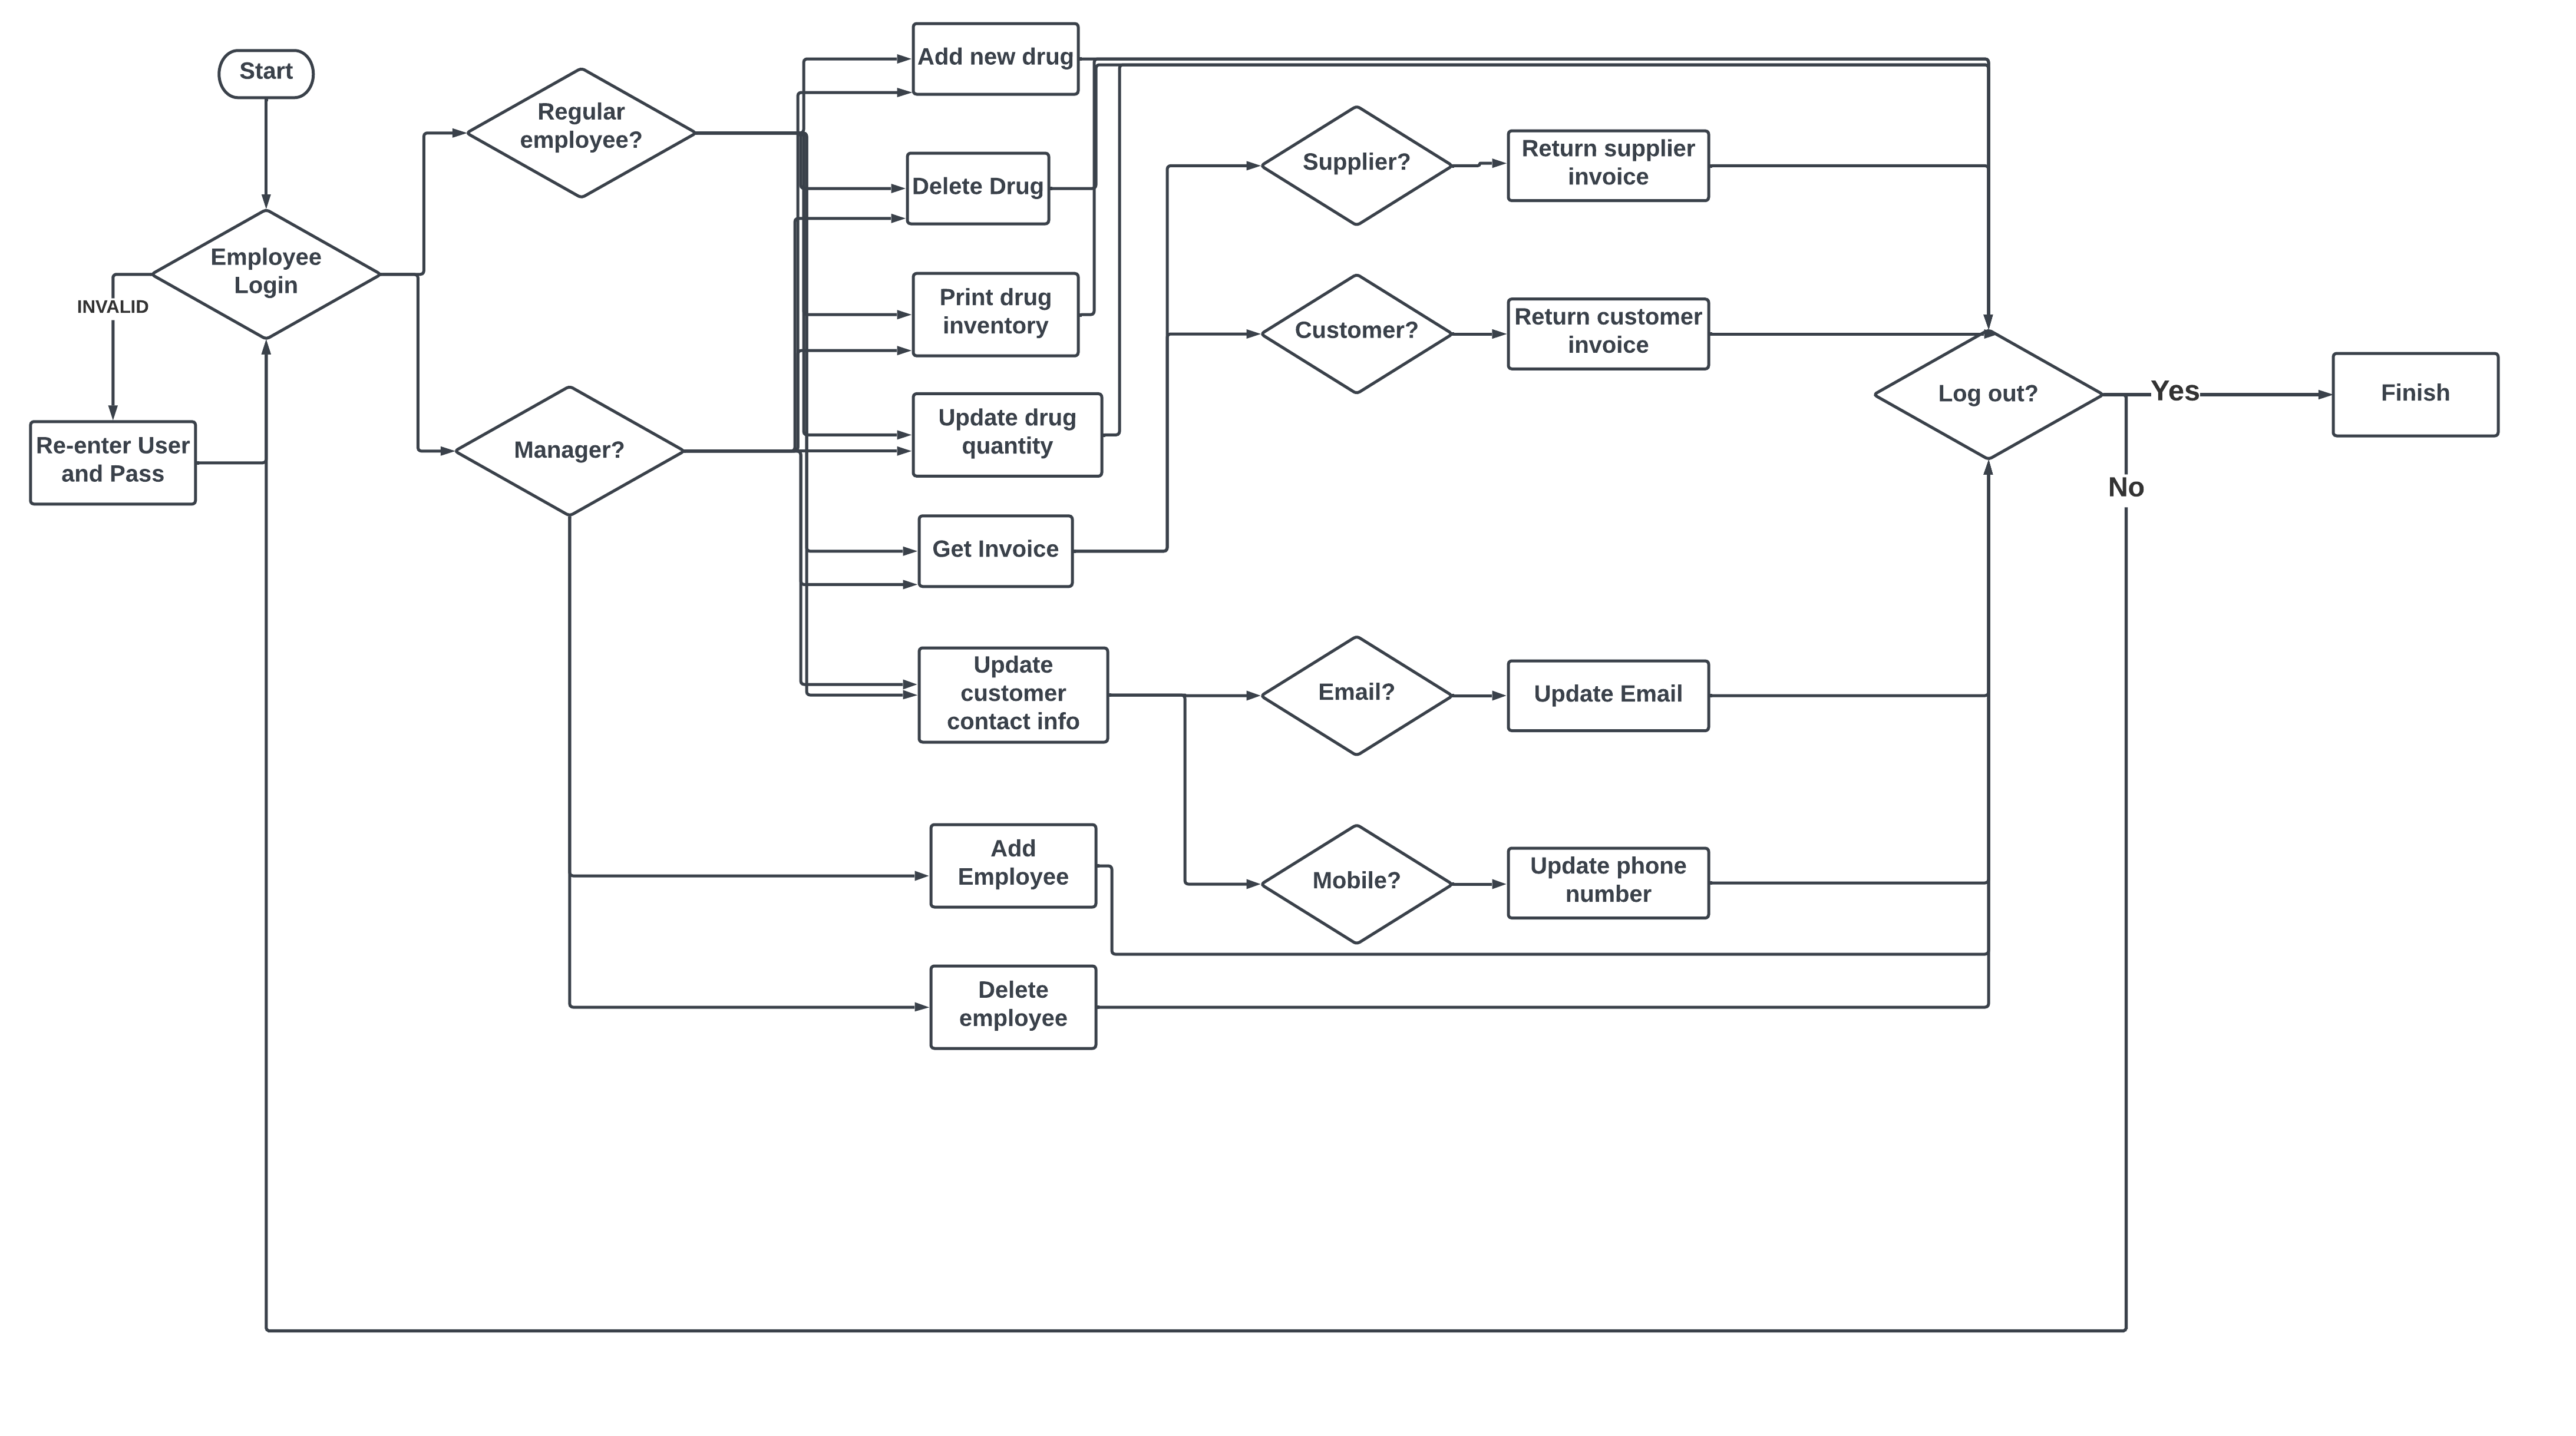 Start
Employee
Login
INVALID
Re-enter User
and Pass
Regular
employee?
Manager?
Add new drug
Delete Drug
Print drug
inventory
Update drug
quantity
Get Invoice
Update
customer
contact info
Add
Employee
Delete
employee
Supplier?
Return supplier
invoice
Customer?
Return customer
invoice
Email?
Update Email
Mobile?
Update phone
number
Log out?
Yes
No
Finish